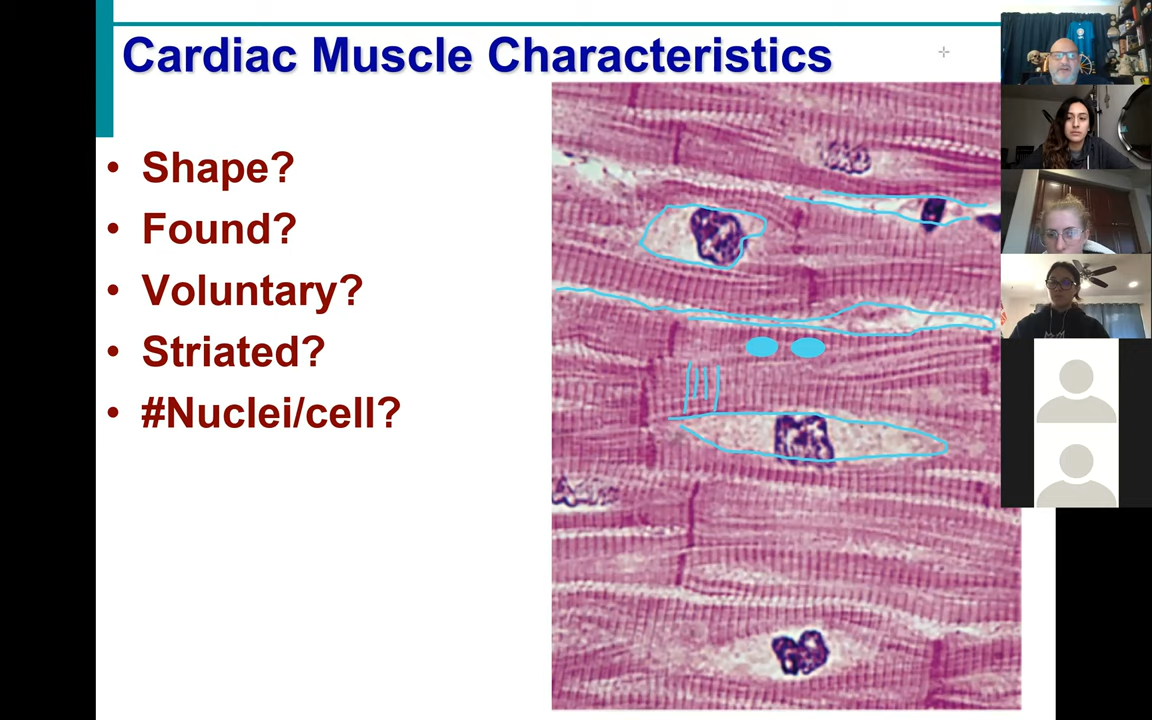 Cardiac Muscle Characteristics
• Shape?
• Found?
• Voluntary?
• Striated?
• #Nuclei/cell?